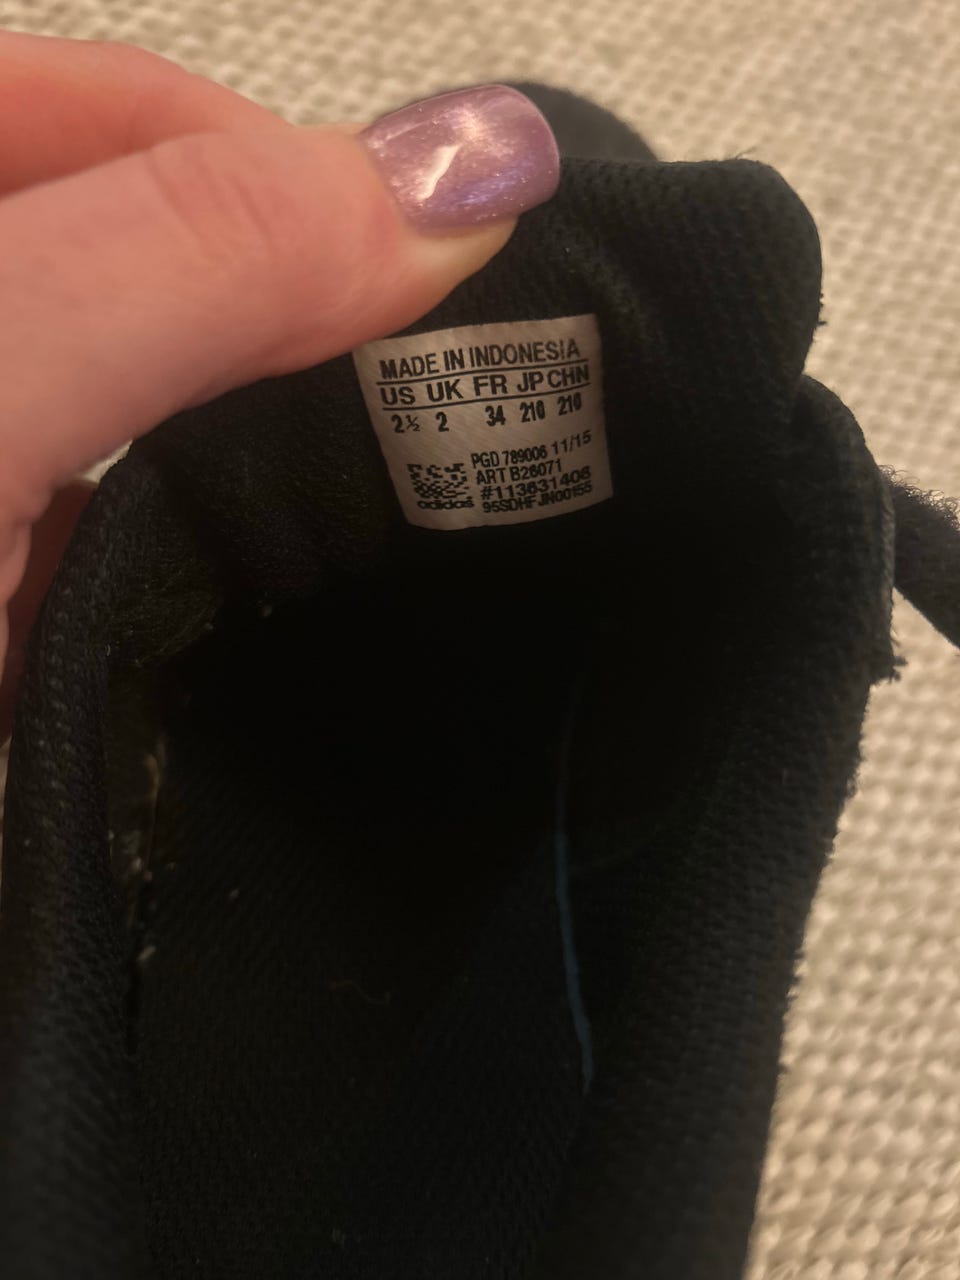 MADE IN INDONESIA
US UK FR JP CHN
2½ 2 34 210 210
PGD 789006 11/15
ART B26071
#113631406
adidas 95SDHFJN00155